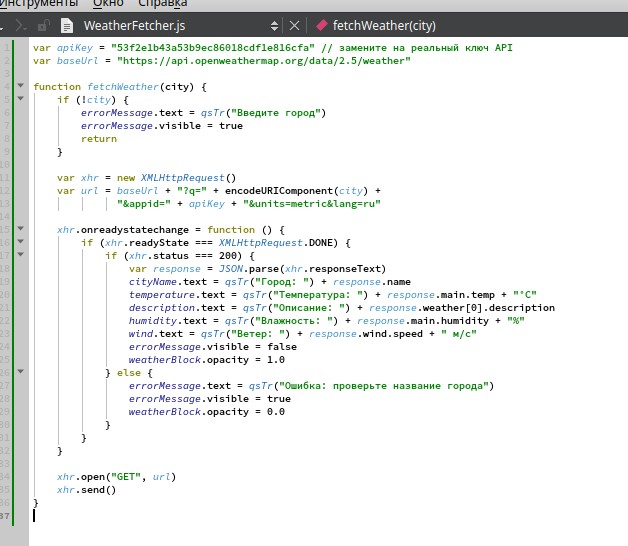 нструменты Окно Справка
WeatherFetcher.js fetchWeather(city)
1 var apiKey = "53f2e1b43a53b9ec86018cdf1e816cfa" // замените на реальный ключ API
2 var baseUrl = "https://api.openweathermap.org/data/2.5/weather"
3
4 function fetchWeather(city) {
5 if (!city) {
6 errorMessage.text = qsTr("Введите город")
7 errorMessage.visible = true
8 return
9 }
10
11 var xhr = new XMLHttpRequest()
12 var url = baseUrl + "?q=" + encodeURIComponent(city) +
13 "&appid=" + apiKey + "&units=metric&lang=ru"
14
15 xhr.onreadystatechange = function () {
16 if (xhr.readyState === XMLHttpRequest.DONE) {
17 if (xhr.status === 200) {
18 var response = JSON.parse(xhr.responseText)
19 cityName.text = qsTr("Город: ") + response.name
20 temperature.text = qsTr("Температура: ") + response.main.temp + "°C"
21 description.text = qsTr("Описание: ") + response.weather[0].description
22 humidity.text = qsTr("Влажность: ") + response.main.humidity + "%"
23 wind.text = qsTr("Ветер: ") + response.wind.speed + " м/с"
24 errorMessage.visible = false
25 weatherBlock.opacity = 1.0
26 } else {
27 errorMessage.text = qsTr("Ошибка: проверьте название города")
28 errorMessage.visible = true
29 weatherBlock.opacity = 0.0
30 }
31 }
32 }
33
34 xhr.open("GET", url)
35 xhr.send()
36 }
37